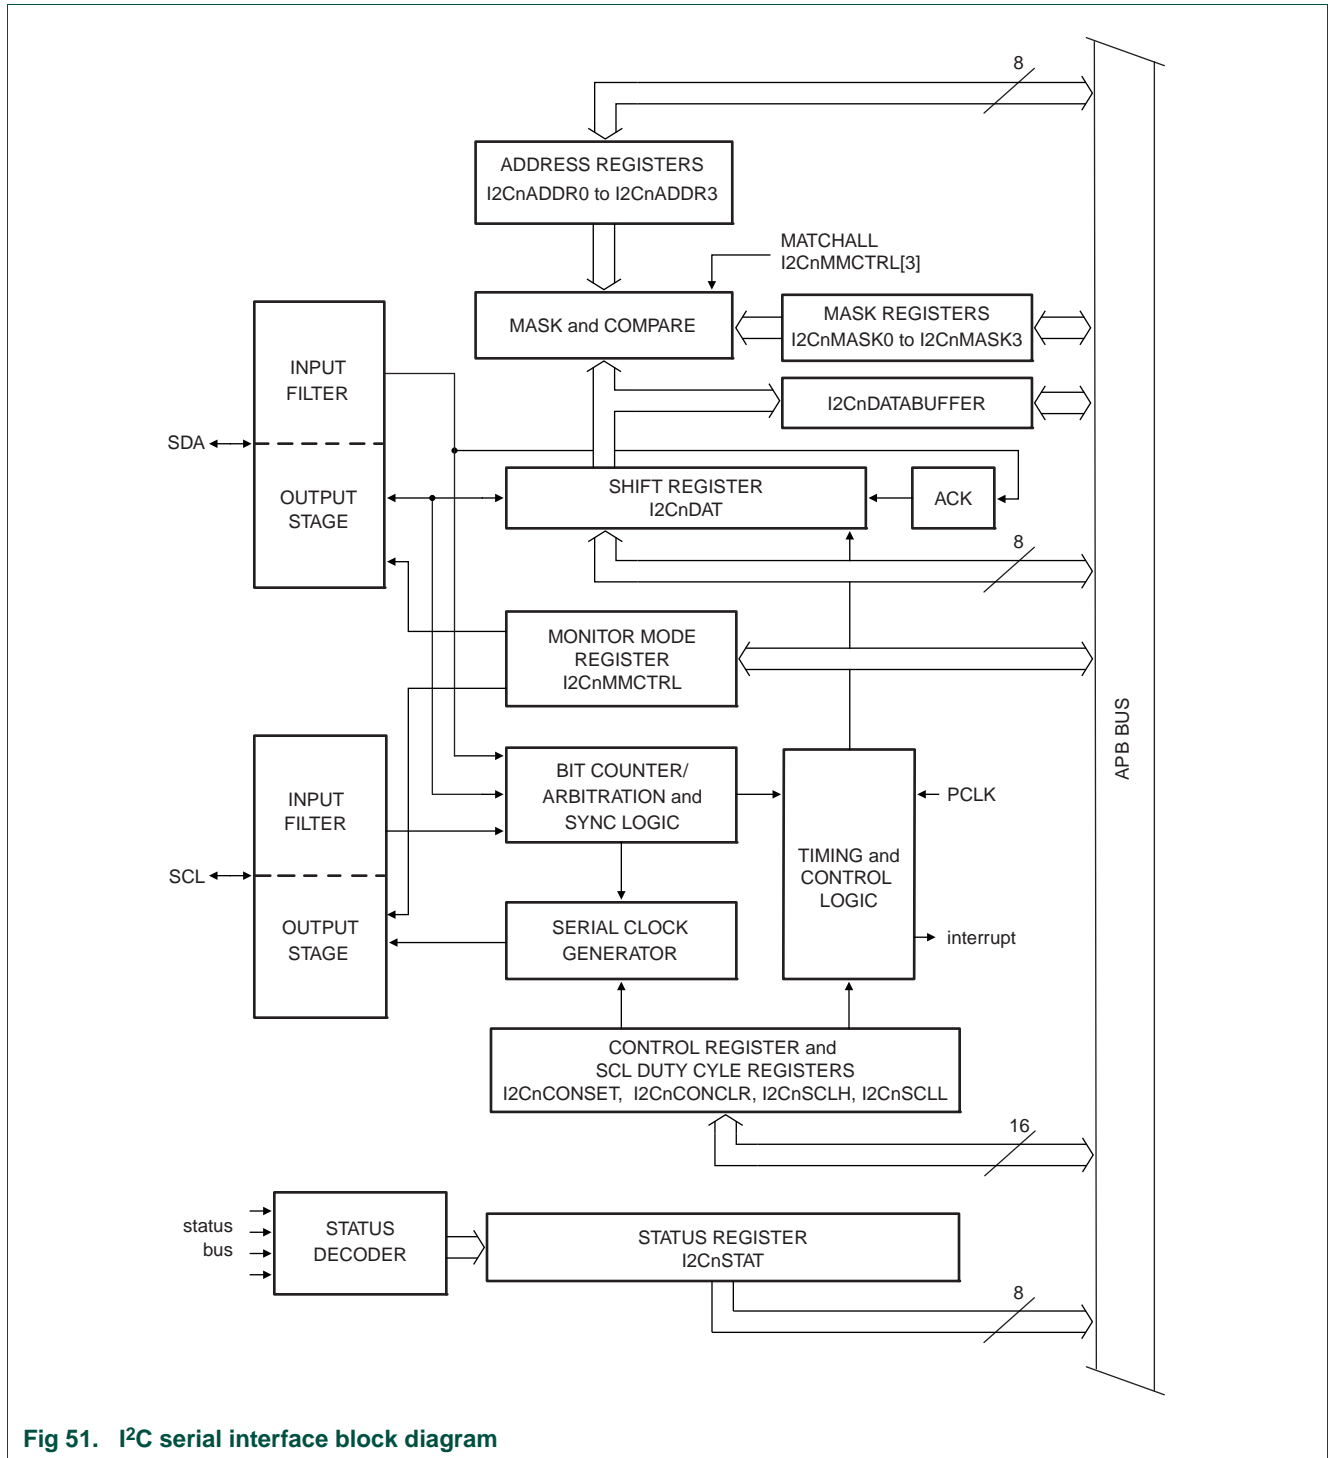 8
ADDRESS REGISTERS
I2CnADDR0 to I2CnADDR3
MATCHALL
I2CnMMCTRL[3]
MASK and COMPARE
MASK REGISTERS
I2CnMASK0 to I2CnMASK3
INPUT
FILTER
I2CnDATABUFFER
SDA
OUTPUT
STAGE
SHIFT REGISTER
I2CnDAT
ACK
8
MONITOR MODE
REGISTER
I2CnMMCTRL
APB BUS
INPUT
FILTER
BIT COUNTER/
ARBITRATION and
SYNC LOGIC
PCLK
TIMING and
CONTROL
LOGIC
SCL
OUTPUT
STAGE
SERIAL CLOCK
GENERATOR
interrupt
CONTROL REGISTER and
SCL DUTY CYLE REGISTERS
I2CnCONSET, I2CnCONCLR, I2CnSCLH, I2CnSCLL
16
status
bus
STATUS
DECODER
STATUS REGISTER
I2CnSTAT
8
Fig 51. I²C serial interface block diagram